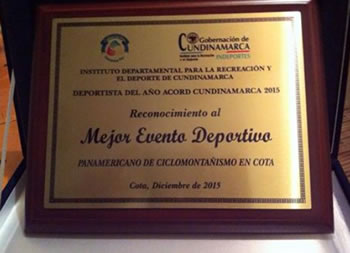 Gobernación de
CUNDINAMARCA
INDEPORTES
INSTITUTO DEPARTAMENTAL PARA LA RECREACIÓN Y
EL DEPORTE DE CUNDINAMARCA
DEPORTISTA DEL AÑO ACORD CUNDINAMARCA 2015
Reconocimiento al
Mejor Evento Deportivo
PANAMERICANO DE CICLOMONTAÑISMO EN COTA
Cota, Diciembre de 2015